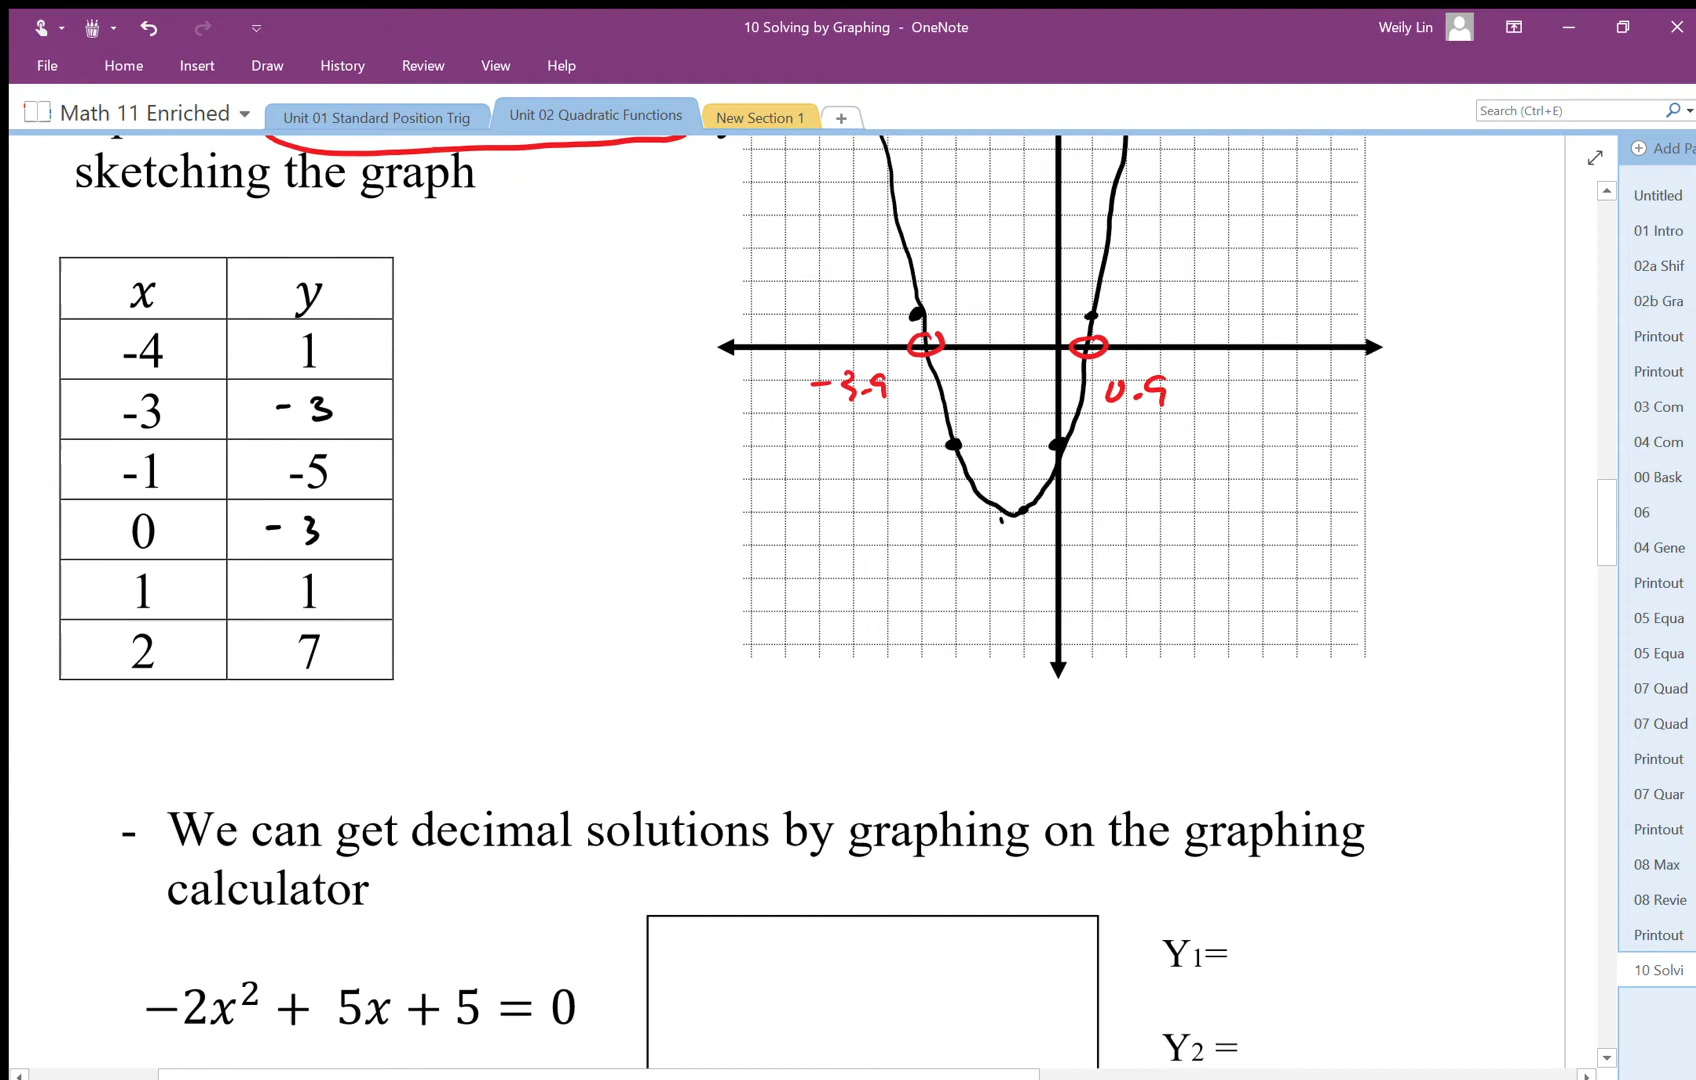 10 Solving by Graphing - OneNote
Weily Lin
File Home Insert Draw History Review View Help
Math 11 Enriched
Unit 01 Standard Position Trig
Unit 02 Quadratic Functions
New Section 1
Search (Ctrl+E)
sketching the graph
x y
-4 1
-3 -3
-1 -5
0 -3
1 1
2 7
-3.9
0.9
- We can get decimal solutions by graphing on the graphing
calculator
−2x² + 5x + 5 = 0
Y1=
Y2 =
Add Pa
Untitled
01 Intro
02a Shif
02b Gra
Printout
Printout
03 Com
04 Com
00 Bask
06
04 Gene
Printout
05 Equa
05 Equa
07 Quad
07 Quad
Printout
07 Quar
Printout
08 Max
08 Revie
Printout
10 Solvi